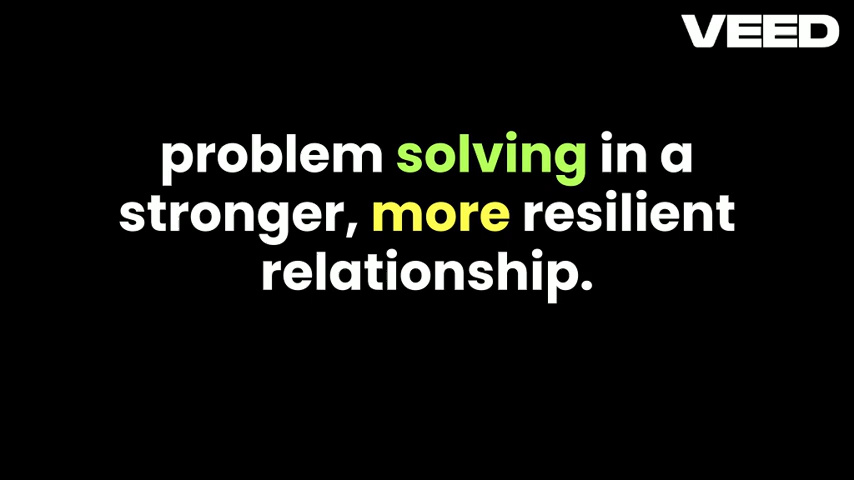 VEED
problem solving in a
stronger, more resilient
relationship.